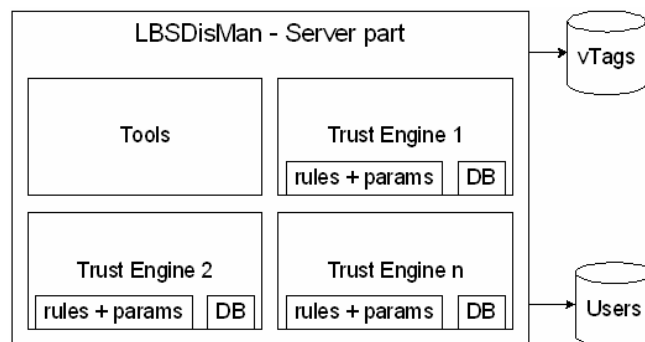 LBSDisMan - Server part
vTags
Tools
Trust Engine 1
rules + params
DB
Trust Engine 2
rules + params
DB
Trust Engine n
rules + params
DB
Users